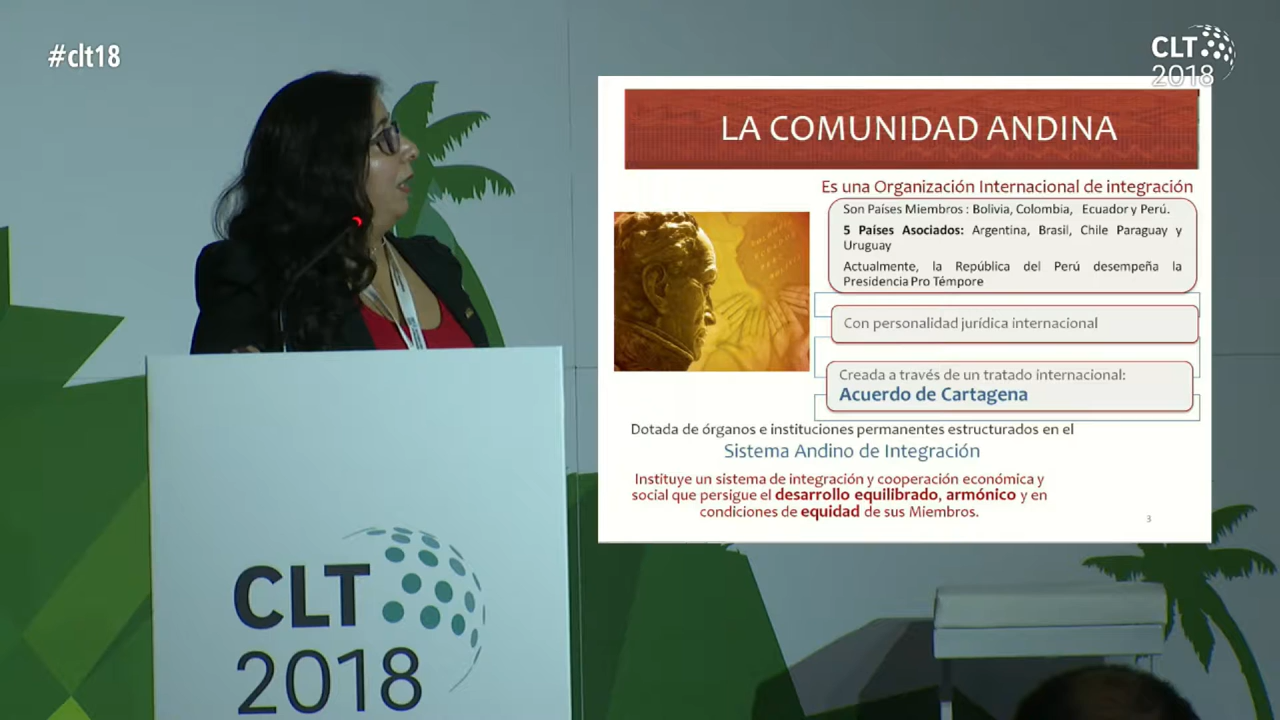 #clt18
CLT
2018
LA COMUNIDAD ANDINA
Es una Organización Internacional de integración
Son Países Miembros : Bolivia, Colombia, Ecuador y Perú.
5 Países Asociados: Argentina, Brasil, Chile Paraguay y
Uruguay
Actualmente, la República del Perú desempeña la
Presidencia Pro Témpore
Con personalidad jurídica internacional
Creada a través de un tratado internacional:
Acuerdo de Cartagena
Dotada de órganos e instituciones permanentes estructurados en el
Sistema Andino de Integración
Instituye un sistema de integración y cooperación económica y
social que persigue el desarrollo equilibrado, armónico y en
condiciones de equidad de sus Miembros.
3
CLT
2018